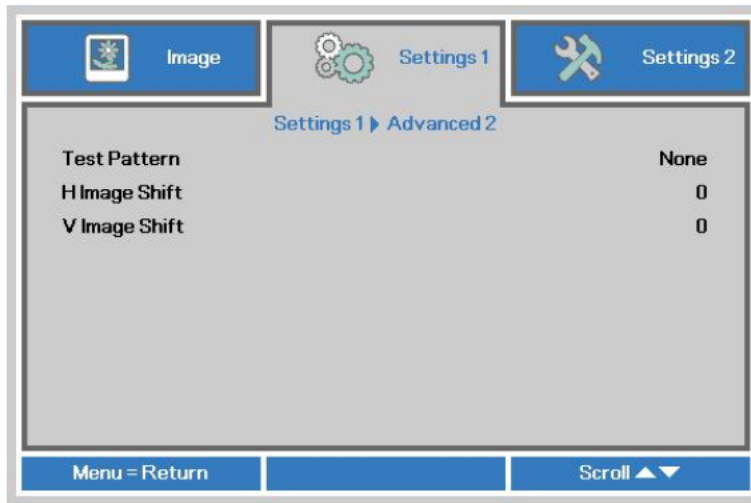 Image
Settings 1
Settings 2
Settings 1 ▶ Advanced 2
Test Pattern None
H Image Shift 0
V Image Shift 0
Menu = Return
Scroll ▲▼